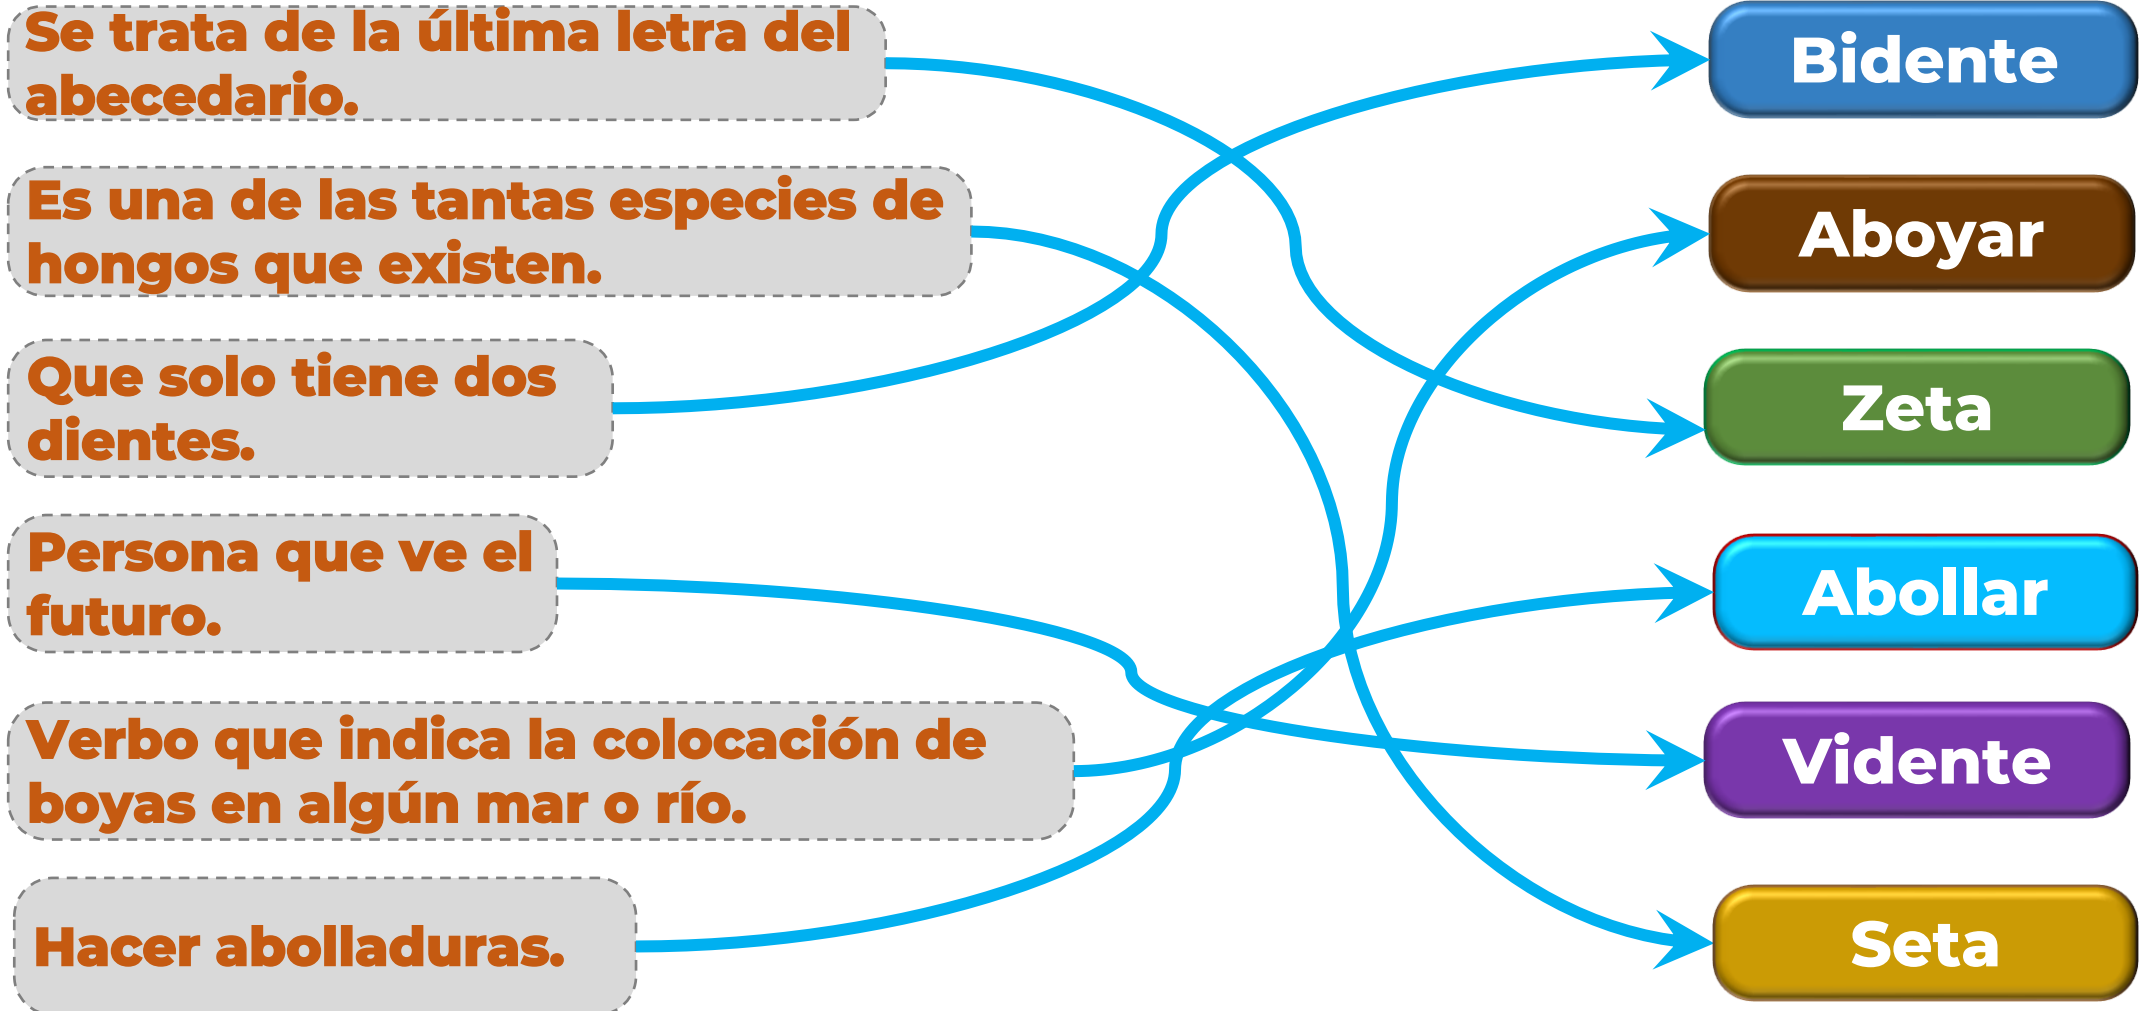 Se trata de la última letra del
abecedario.
Es una de las tantas especies de
hongos que existen.
Que solo tiene dos
dientes.
Persona que ve el
futuro.
Verbo que indica la colocación de
boyas en algún mar o río.
Hacer abolladuras.
Bidente
Aboyar
Zeta
Abollar
Vidente
Seta